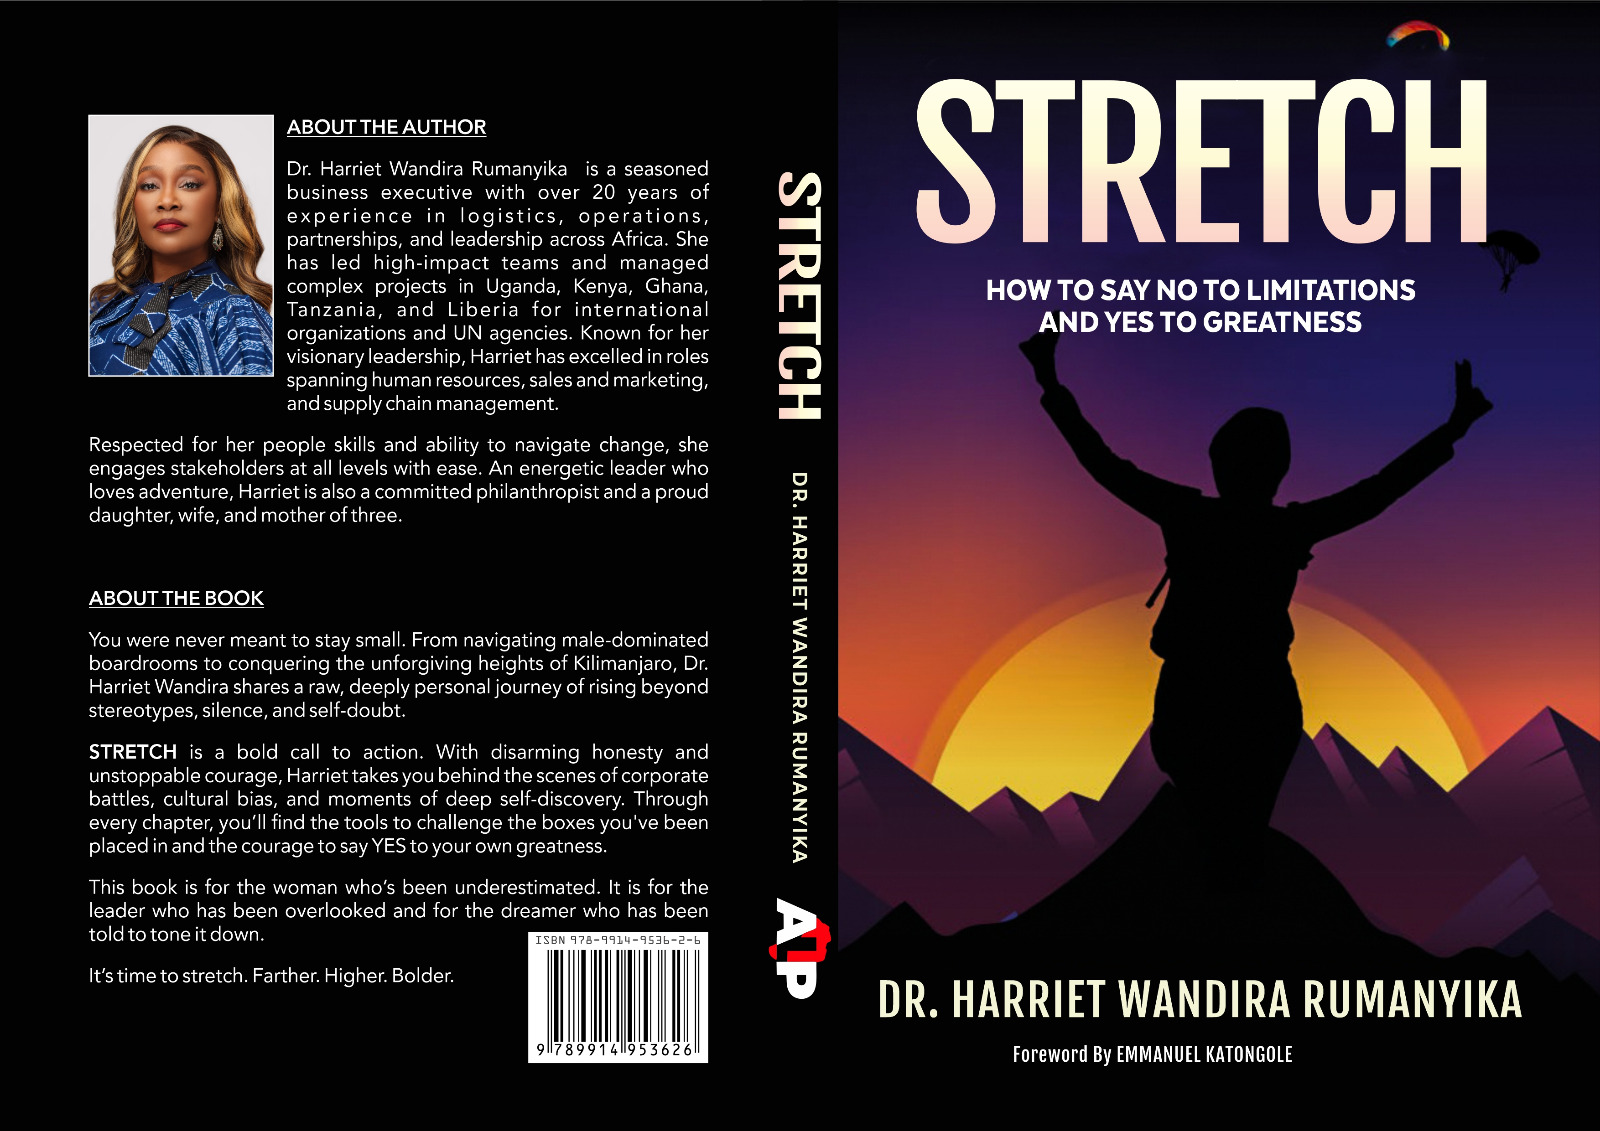 ABOUT THE AUTHOR
Dr. Harriet Wandira Rumanyika is a seasoned
business executive with over 20 years of
experience in logistics, operations,
partnerships, and leadership across Africa. She
has led high-impact teams and managed
complex projects in Uganda, Kenya, Ghana,
Tanzania, and Liberia for international
organizations and UN agencies. Known for her
visionary leadership, Harriet has excelled in roles
spanning human resources, sales and marketing,
and supply chain management.
Respected for her people skills and ability to navigate change, she
engages stakeholders at all levels with ease. An energetic leader who
loves adventure, Harriet is also a committed philanthropist and a proud
daughter, wife, and mother of three.
ABOUT THE BOOK
You were never meant to stay small. From navigating male-dominated
boardrooms to conquering the unforgiving heights of Kilimanjaro, Dr.
Harriet Wandira shares a raw, deeply personal journey of rising beyond
stereotypes, silence, and self-doubt.
STRETCH is a bold call to action. With disarming honesty and
unstoppable courage, Harriet takes you behind the scenes of corporate
battles, cultural bias, and moments of deep self-discovery. Through
every chapter, you’ll find the tools to challenge the boxes you've been
placed in and the courage to say YES to your own greatness.
This book is for the woman who’s been underestimated. It is for the
leader who has been overlooked and for the dreamer who has been
told to tone it down.
It’s time to stretch. Farther. Higher. Bolder.
ISBN 978-9914-9536-2-6
9 789914 953626
STRETCH
DR. HARRIET WANDIRA RUMANYIKA
AP
STRETCH
HOW TO SAY NO TO LIMITATIONS
AND YES TO GREATNESS
DR. HARRIET WANDIRA RUMANYIKA
Foreword By EMMANUEL KATONGOLE